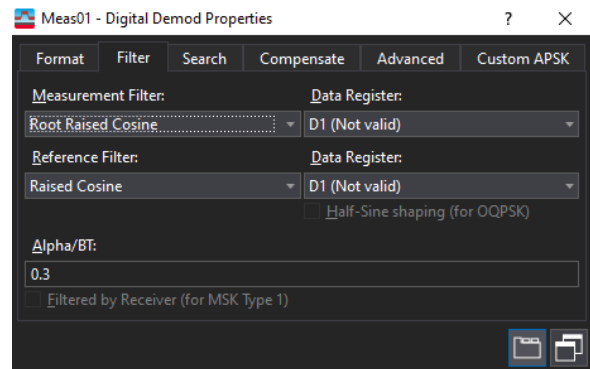 Meas01 - Digital Demod Properties ? ×
Format Filter Search Compensate Advanced Custom APSK
Measurement Filter: Data Register:
Root Raised Cosine D1 (Not valid)
Reference Filter: Data Register:
Raised Cosine D1 (Not valid)
Half-Sine shaping (for OQPSK)
Alpha/BT:
0.3
Filtered by Receiver (for MSK Type 1)